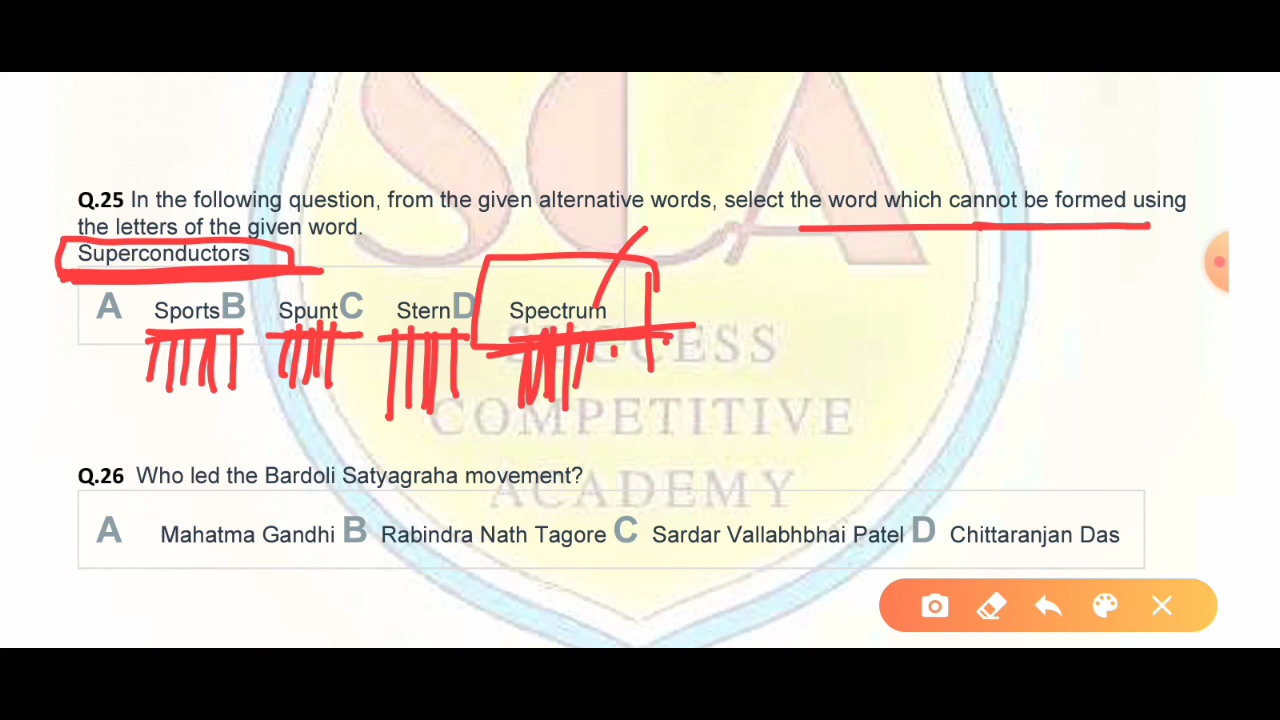 Q.25 In the following question, from the given alternative words, select the word which cannot be formed using
the letters of the given word.
Superconductors
A Sports B Spunt C Stern D Spectrum
SCA
SUCCESS
COMPETITIVE
ACADEMY
Q.26 Who led the Bardoli Satyagraha movement?
A Mahatma Gandhi B Rabindra Nath Tagore C Sardar Vallabhbhai Patel D Chittaranjan Das